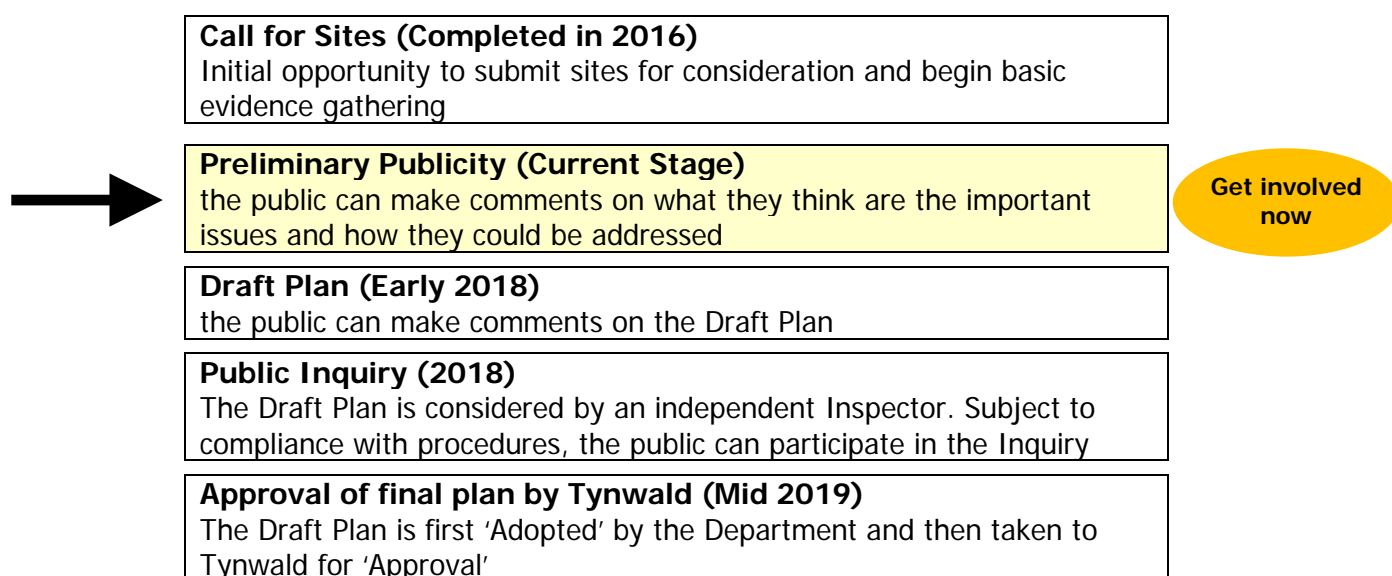 Call for Sites (Completed in 2016)
Initial opportunity to submit sites for consideration and begin basic
evidence gathering
Preliminary Publicity (Current Stage)
the public can make comments on what they think are the important
issues and how they could be addressed
Get involved
now
Draft Plan (Early 2018)
the public can make comments on the Draft Plan
Public Inquiry (2018)
The Draft Plan is considered by an independent Inspector. Subject to
compliance with procedures, the public can participate in the Inquiry
Approval of final plan by Tynwald (Mid 2019)
The Draft Plan is first ‘Adopted’ by the Department and then taken to
Tynwald for ‘Approval’